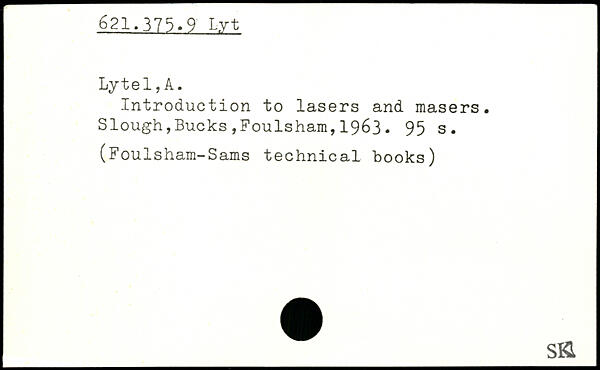 621.375.9 Lyt
Lytel,A.
Introduction to lasers and masers.
Slough,Bucks,Foulsham,1963. 95 s.
(Foulsham-Sams technical books)
SK